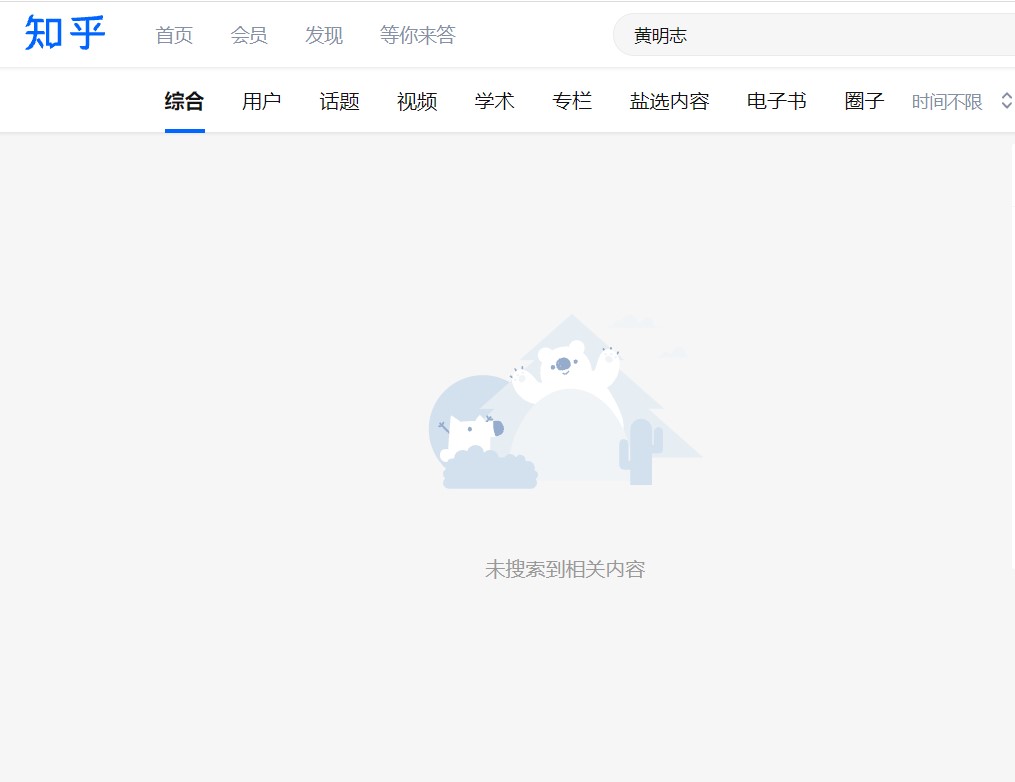 知乎 首页 会员 发现 等你来答 黄明志
综合 用户 话题 视频 学术 专栏 盐选内容 电子书 圈子 时间不限
未搜索到相关内容